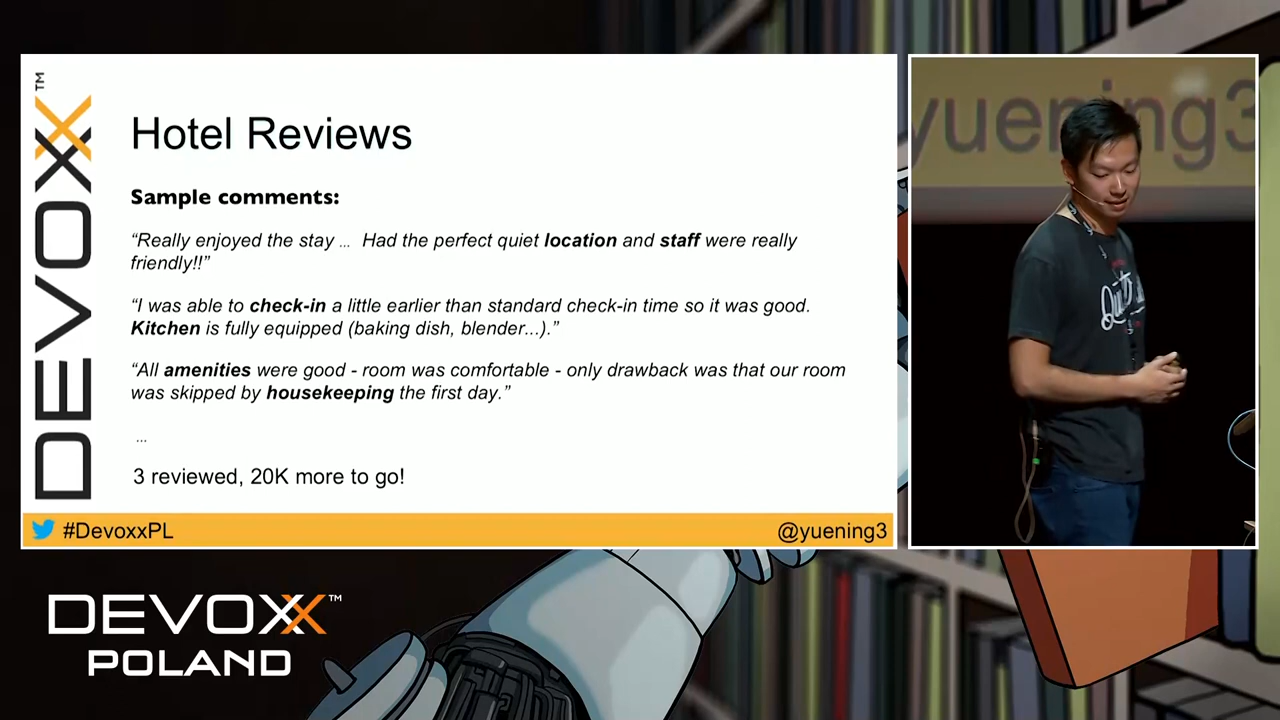 DEVOXX™
Hotel Reviews
Sample comments:
“Really enjoyed the stay ... Had the perfect quiet location and staff were really
friendly!!”
“I was able to check-in a little earlier than standard check-in time so it was good.
Kitchen is fully equipped (baking dish, blender...).”
“All amenities were good - room was comfortable - only drawback was that our room
was skipped by housekeeping the first day.”
...
3 reviewed, 20K more to go!
#DevoxxPL
@yuening3
yuening3
DEVOXX™
POLAND